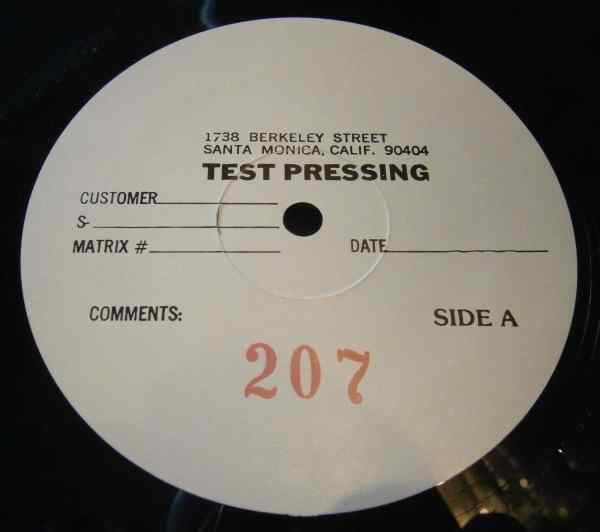 1738 BERKELEY STREET
SANTA MONICA, CALIF. 90404
TEST PRESSING
CUSTOMER
S-
MATRIX # DATE
COMMENTS: SIDE A
207